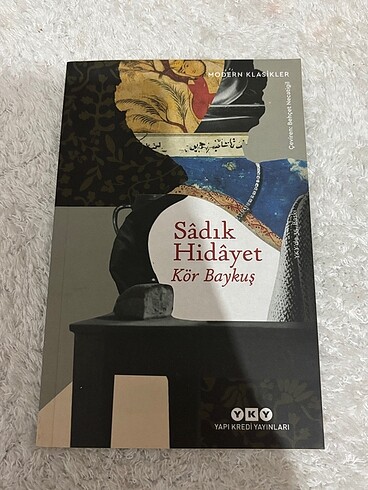 MODERN KLASİKLER
Çeviren: Behçet Necatigil
Sâdık
Hidâyet
Kör Baykuş
YKY
YAPI KREDİ YAYINLARI